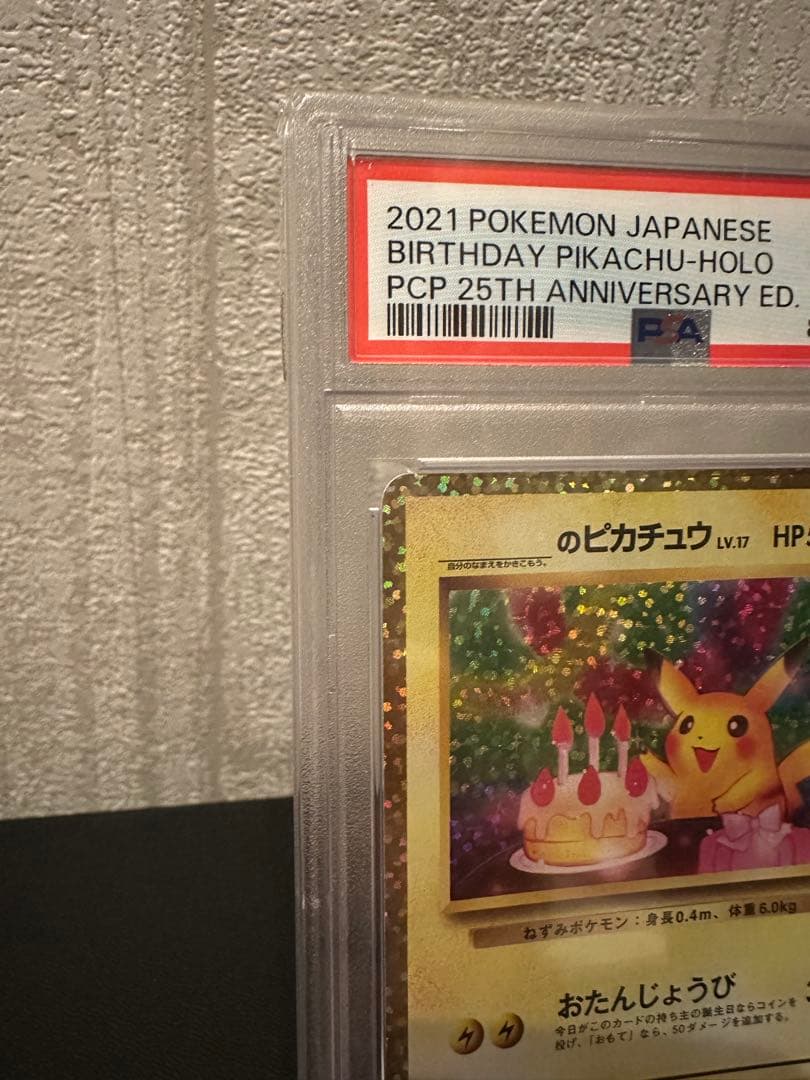 2021 POKEMON JAPANESE
BIRTHDAY PIKACHU-HOLO
PCP 25TH ANNIVERSARY ED.
PSA
のピカチュウ LV.17 HP
自分のなまえをかきこもう。
ねずみポケモン：身長0.4m、体重6.0kg
おたんじょうび
今日がこのカードの持ち主の誕生日ならコインを
投げ、「おもて」なら、50ダメージを追加する。